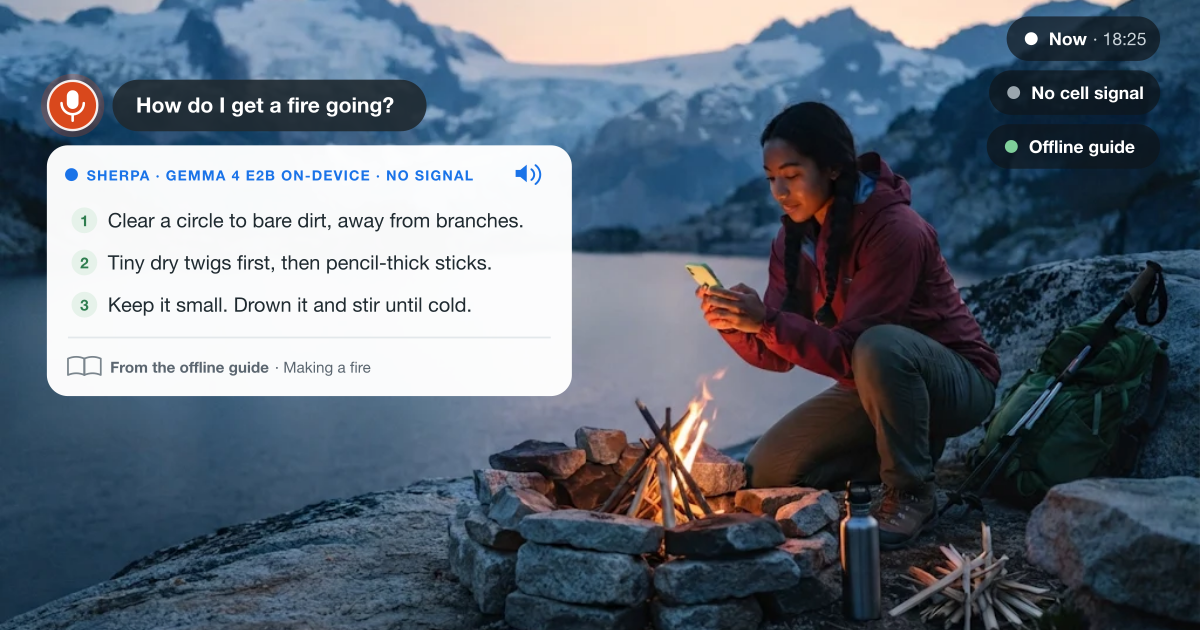 How do I get a fire going?
SHERPA · GEMMA 4 E2B ON-DEVICE · NO SIGNAL
1 Clear a circle to bare dirt, away from branches.
2 Tiny dry twigs first, then pencil-thick sticks.
3 Keep it small. Drown it and stir until cold.
From the offline guide · Making a fire
Now · 18:25
No cell signal
Offline guide